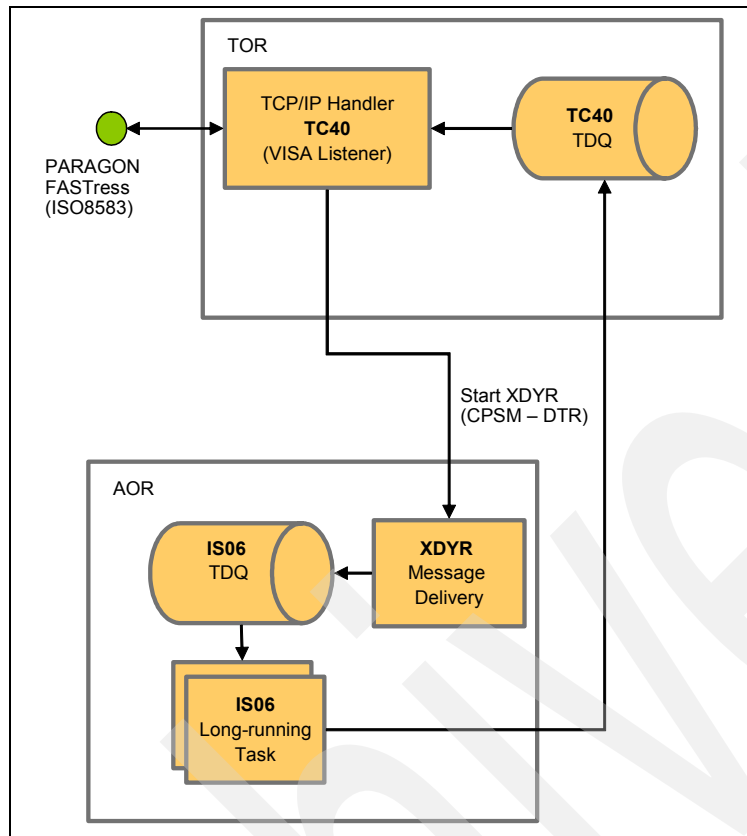 TOR
TCP/IP Handler
TC40
(VISA Listener)
TC40
TDQ
PARAGON
FASTress
(ISO8583)
Start XDYR
(CPSM – DTR)
AOR
IS06
TDQ
XDYR
Message
Delivery
IS06
Long-running
Task